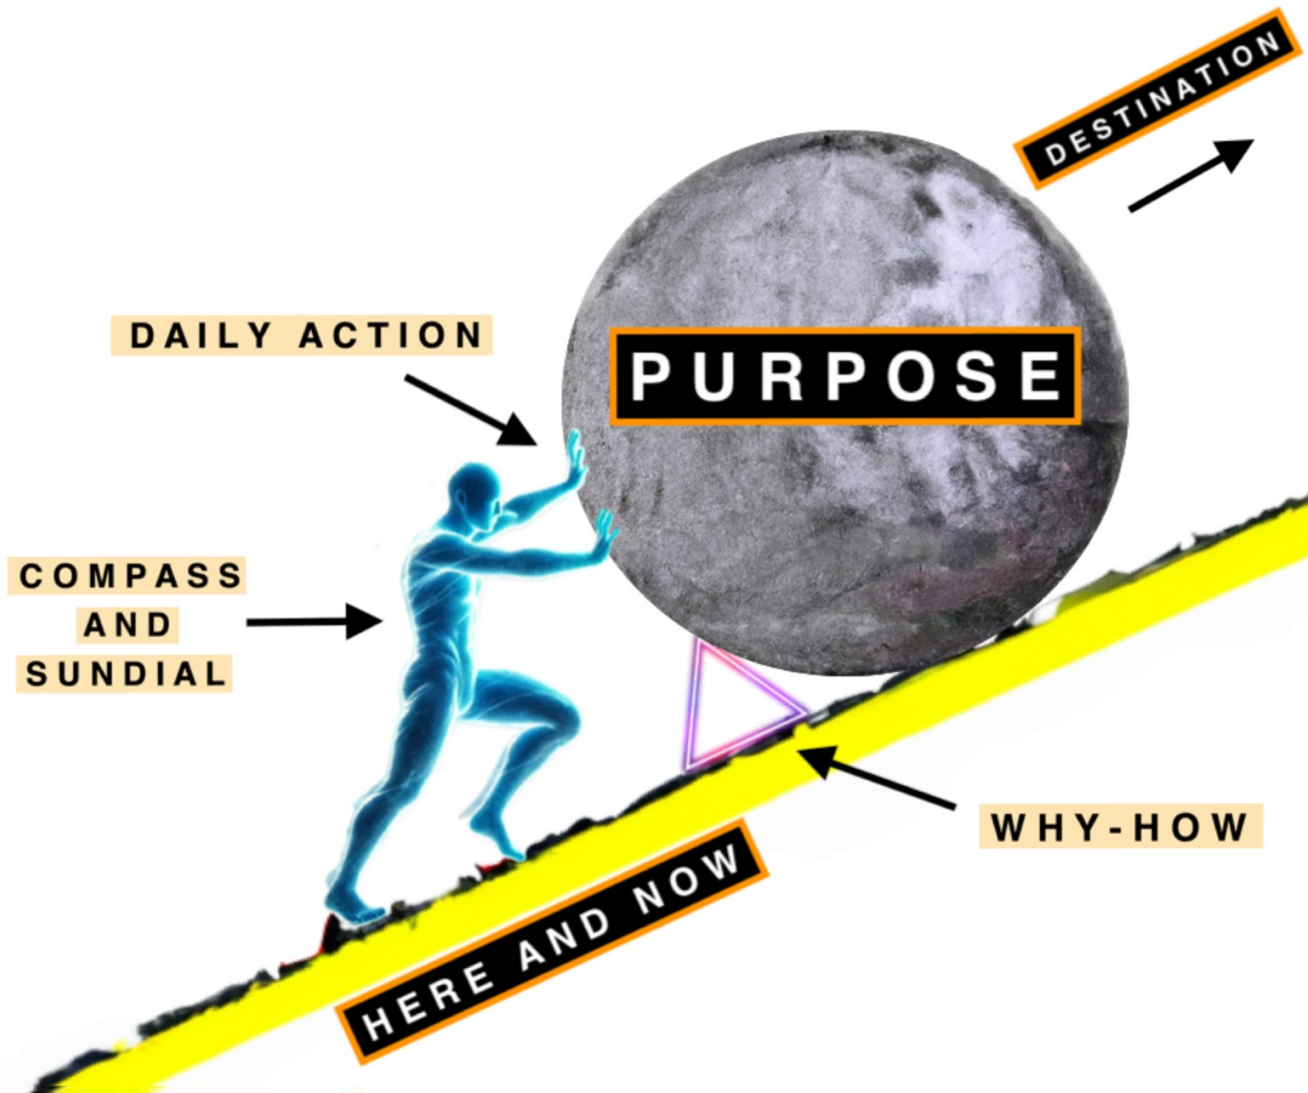 DESTINATION
DAILY ACTION
PURPOSE
COMPASS
AND
SUNDIAL
WHY-HOW
HERE AND NOW